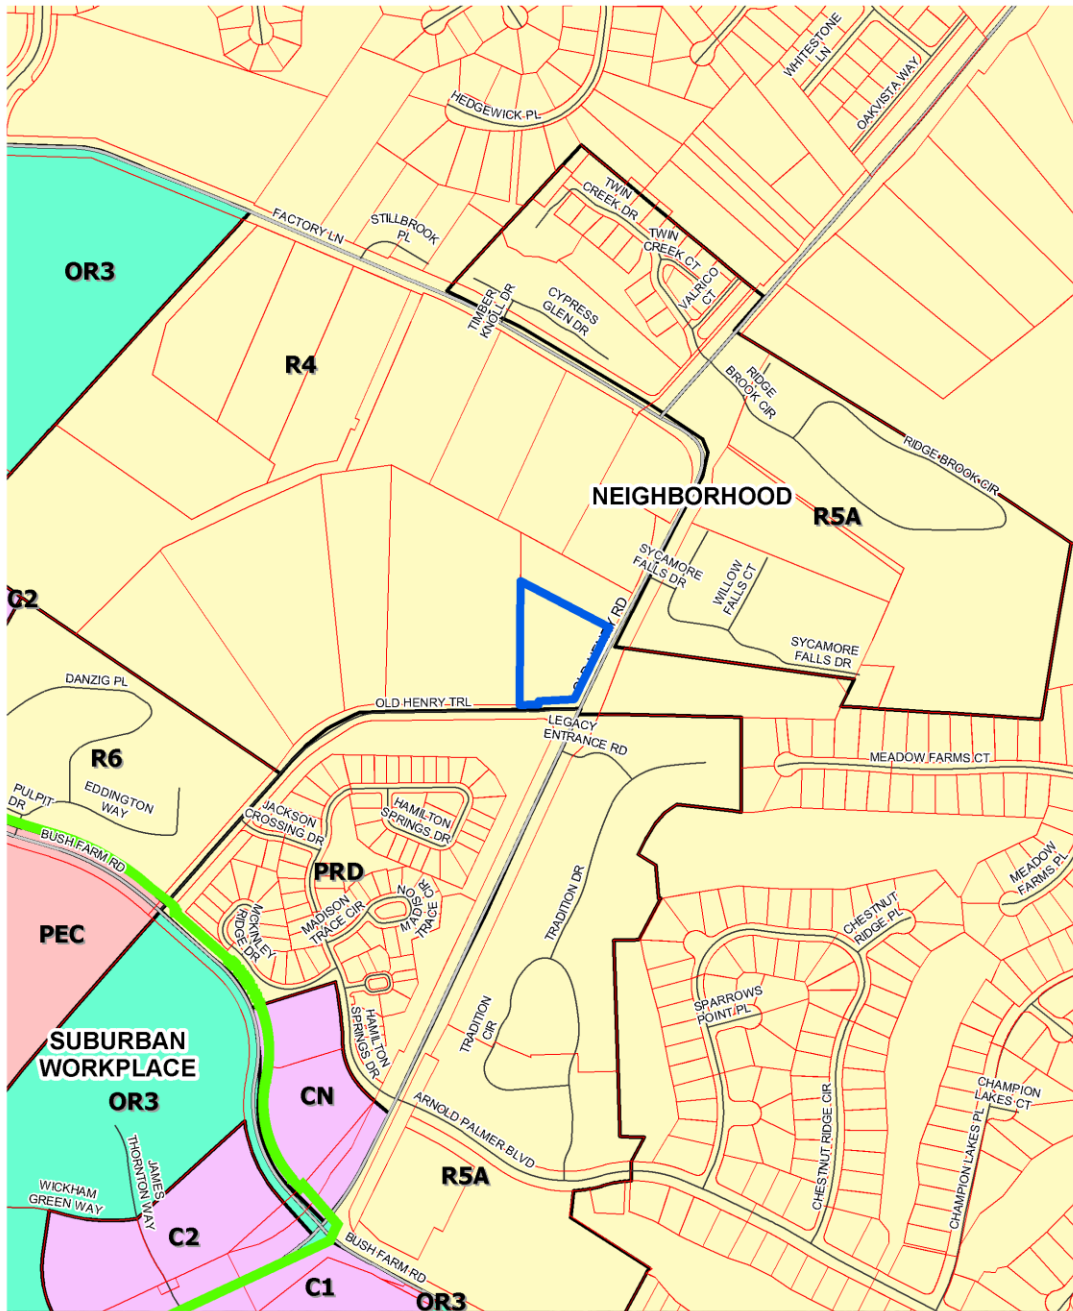 WHITESTONE
LN
OAKVISTA WAY
HEDGEWICK PL
TWIN
CREEK DR
FACTORY LN
STILLBROOK
PL
TWIN
CREEK CT
VALRICO
CT
OR3
TIMBER
KNOLL DR
CYPRESS
GLEN DR
R4
RIDGE
BROOK CIR
RIDGE BROOK CIR
NEIGHBORHOOD
R5A
SYCAMORE
FALLS DR
WILLOW
FALLS CT
C2
SYCAMORE
FALLS DR
DANZIG PL
OLD HENRY TRL
LEGACY
ENTRANCE RD
R6
MEADOW FARMS CT
EDDINGTON
WAY
PULPIT
DR
JACKSON
CROSSING DR
HAMILTON
SPRINGS DR
BUSH FARM RD
PRD
MEADOW
FARMS PL
MADISON
TRACE CIR
MADISON
TRACE CIR
MCKINLEY
RIDGE DR
TRADITION DR
CHESTNUT
RIDGE PL
PEC
SPARROWS
POINT PL
TRADITION
CIR
HAMILTON
SPRINGS DR
SUBURBAN
WORKPLACE
OR3
CN
CHAMPION
LAKES CT
ARNOLD PALMER BLVD
CHESTNUT RIDGE CIR
CHAMPION LAKES PL
R5A
JAMES
THORNTON WAY
WICKHAM
GREEN WAY
C2
BUSH FARM RD
C1
OR3